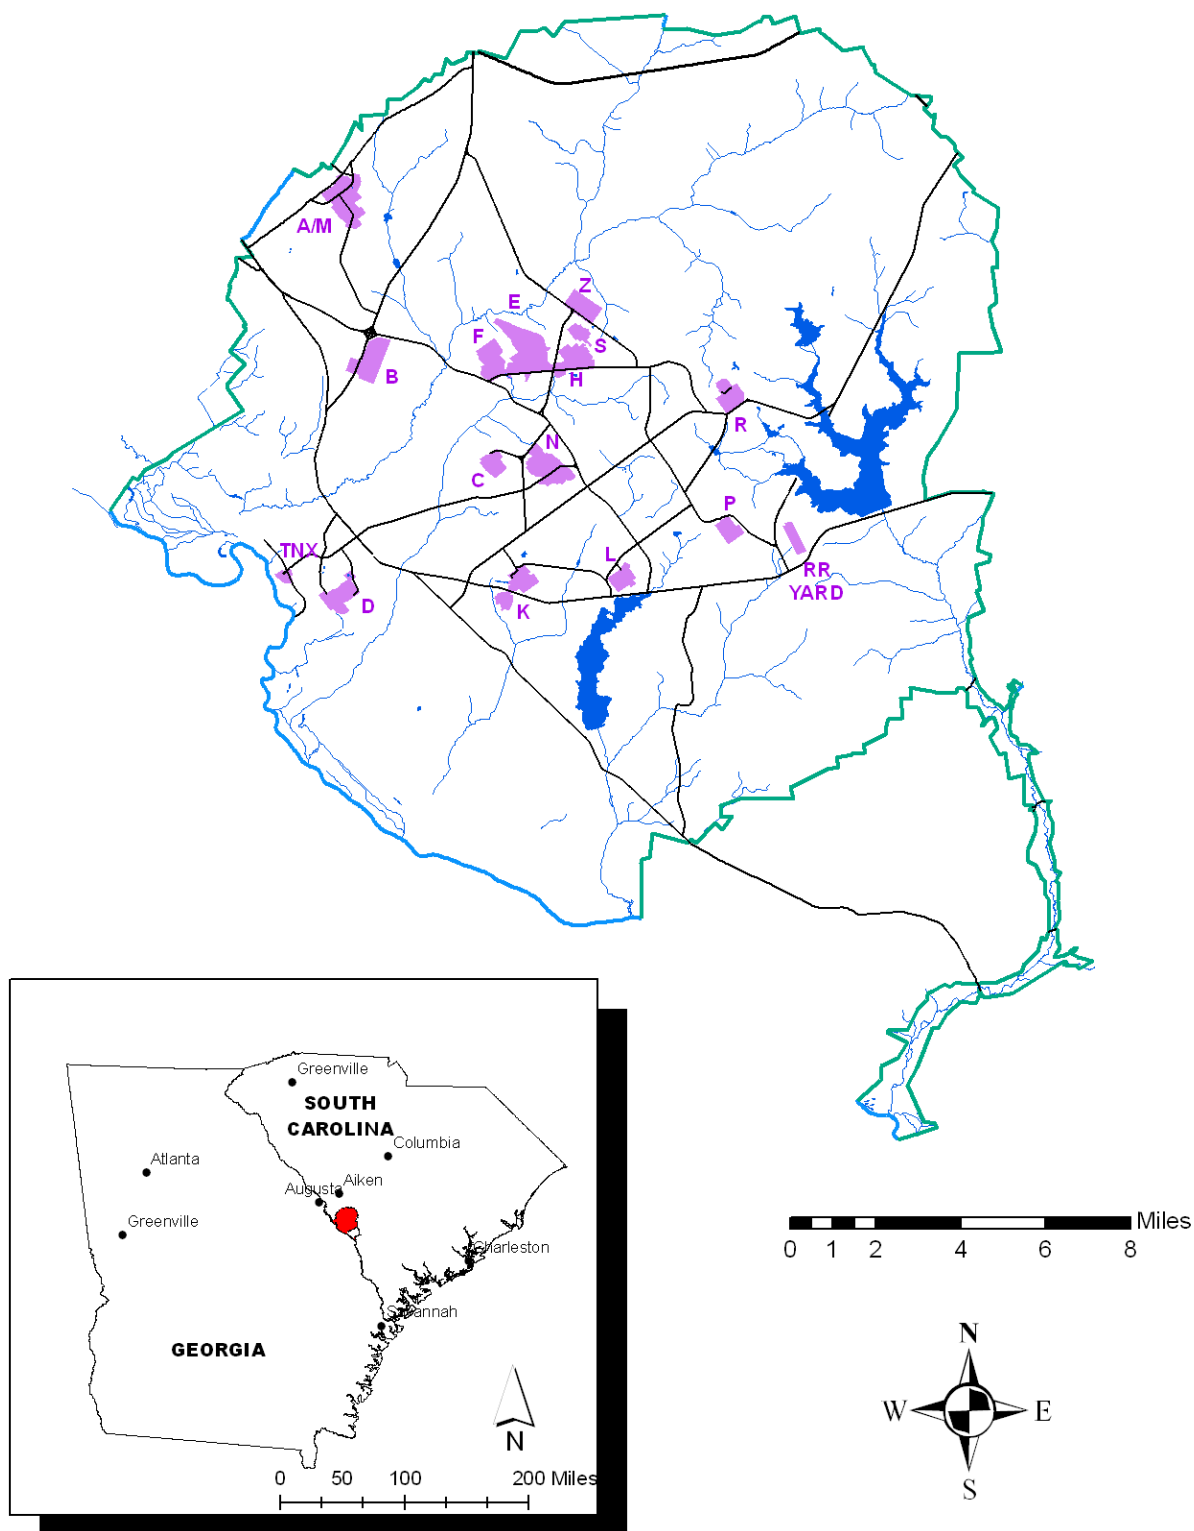 A/M
Z
E
F
S
H
B
R
N
C
P
TNX
L
RR
YARD
D
K
Greenville
SOUTH
CAROLINA
Columbia
Atlanta
Aiken
Augusta
Greenville
Charleston
Savannah
GEORGIA
N
0 50 100 200 Miles
Miles
0 1 2 4 6 8
N
W E
S